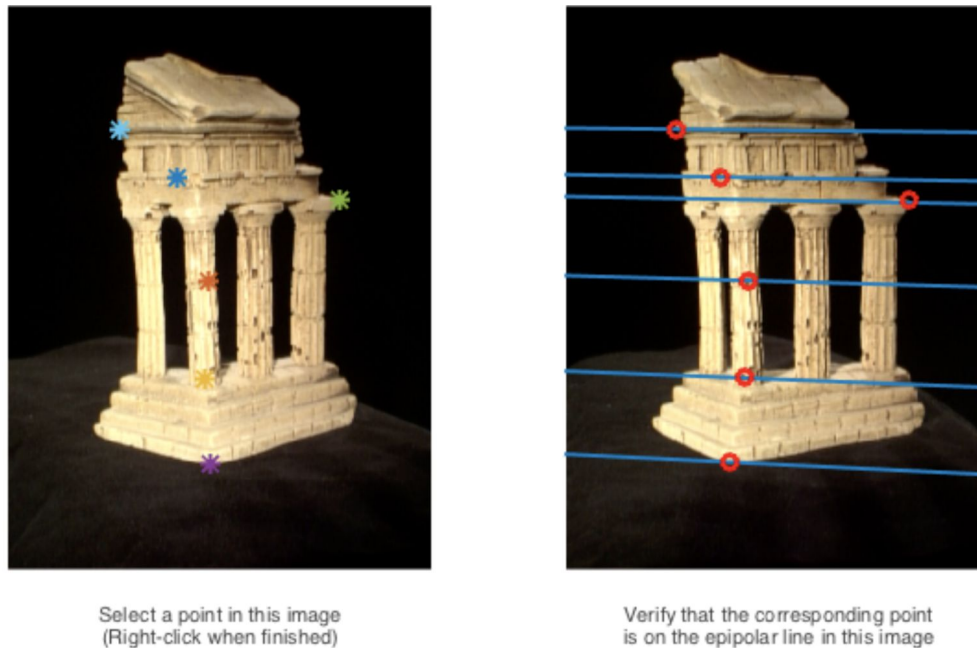 Select a point in this image
(Right-click when finished)
Verify that the corresponding point
is on the epipolar line in this image